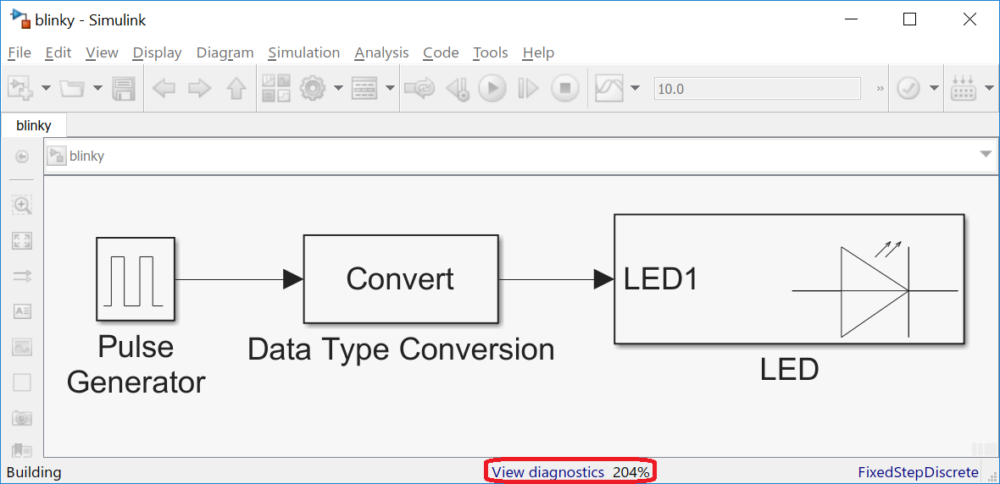 blinky - Simulink
File Edit View Display Diagram Simulation Analysis Code Tools Help
10.0 »
blinky
blinky
Convert
LED1
Pulse
Generator
Data Type Conversion
LED
Building View diagnostics 204% FixedStepDiscrete